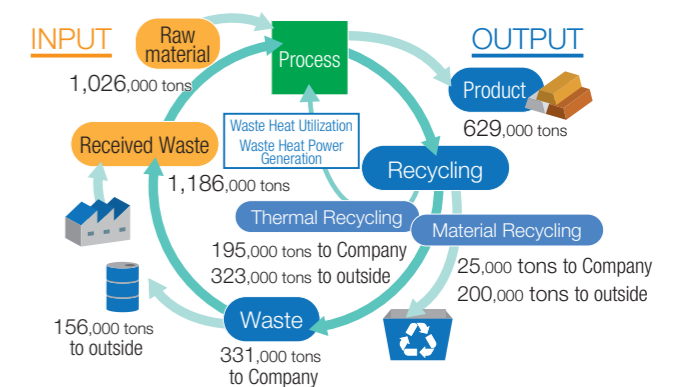 INPUT
Raw
material
1,026,000 tons
Process
OUTPUT
Product
629,000 tons
Waste Heat Utilization
Waste Heat Power
Generation
Received Waste
1,186,000 tons
Recycling
Thermal Recycling
195,000 tons to Company
323,000 tons to outside
Material Recycling
25,000 tons to Company
200,000 tons to outside
156,000 tons
to outside
Waste
331,000 tons
to Company